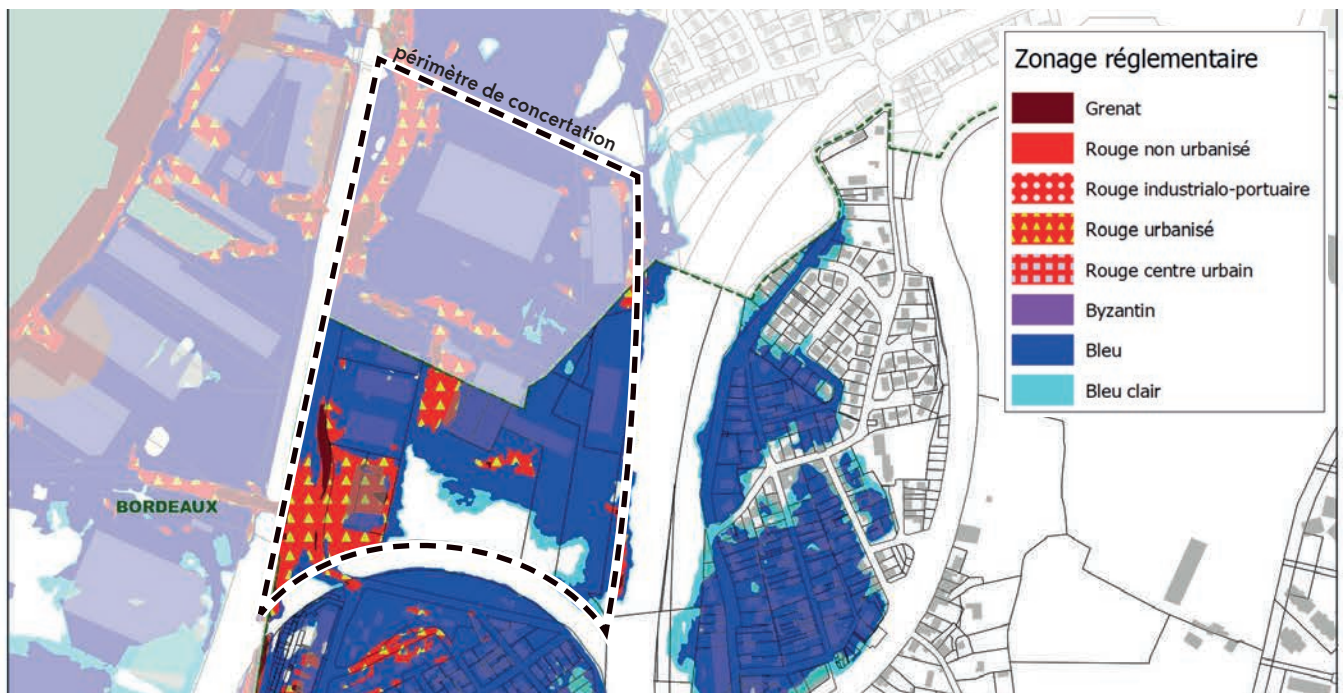 périmètre de concertation
Zonage réglementaire
Grenat
Rouge non urbanisé
Rouge industrialo-portuaire
Rouge urbanisé
Rouge centre urbain
Byzantin
Bleu
Bleu clair
BORDEAUX